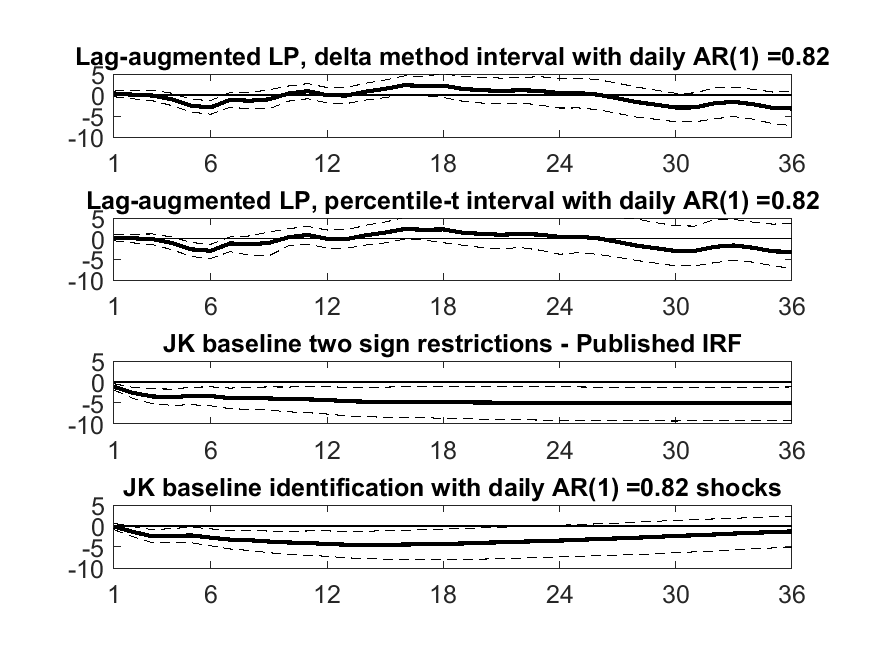 Lag-augmented LP, delta method interval with daily AR(1) =0.82
5
0
-5
-10
1 6 12 18 24 30 36
Lag-augmented LP, percentile-t interval with daily AR(1) =0.82
5
0
-5
-10
1 6 12 18 24 30 36
JK baseline two sign restrictions - Published IRF
5
0
-5
-10
1 6 12 18 24 30 36
JK baseline identification with daily AR(1) =0.82 shocks
5
0
-5
-10
1 6 12 18 24 30 36